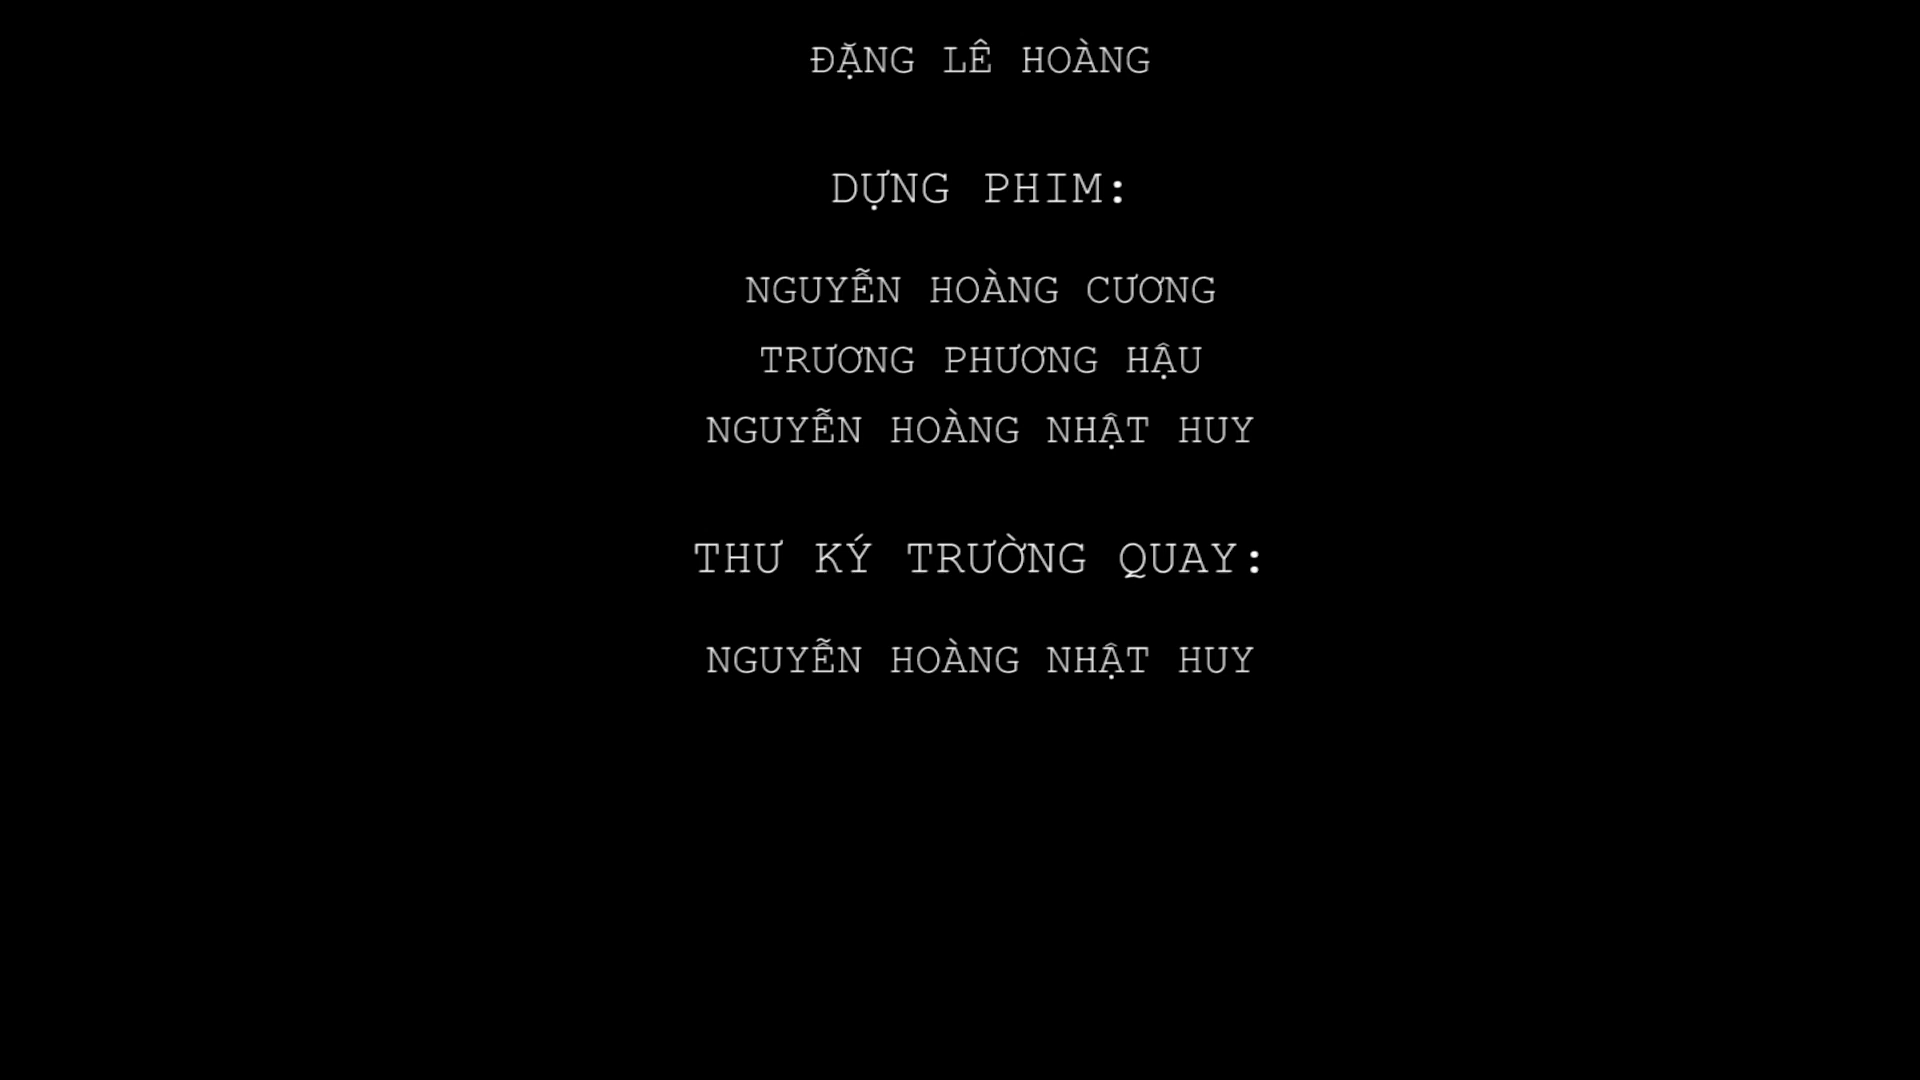 ĐẶNG LÊ HOÀNG
DỰNG PHIM:
NGUYỄN HOÀNG CƯƠNG
TRƯƠNG PHƯƠNG HẬU
NGUYỄN HOÀNG NHẬT HUY
THƯ KÝ TRƯỜNG QUAY:
NGUYỄN HOÀNG NHẬT HUY